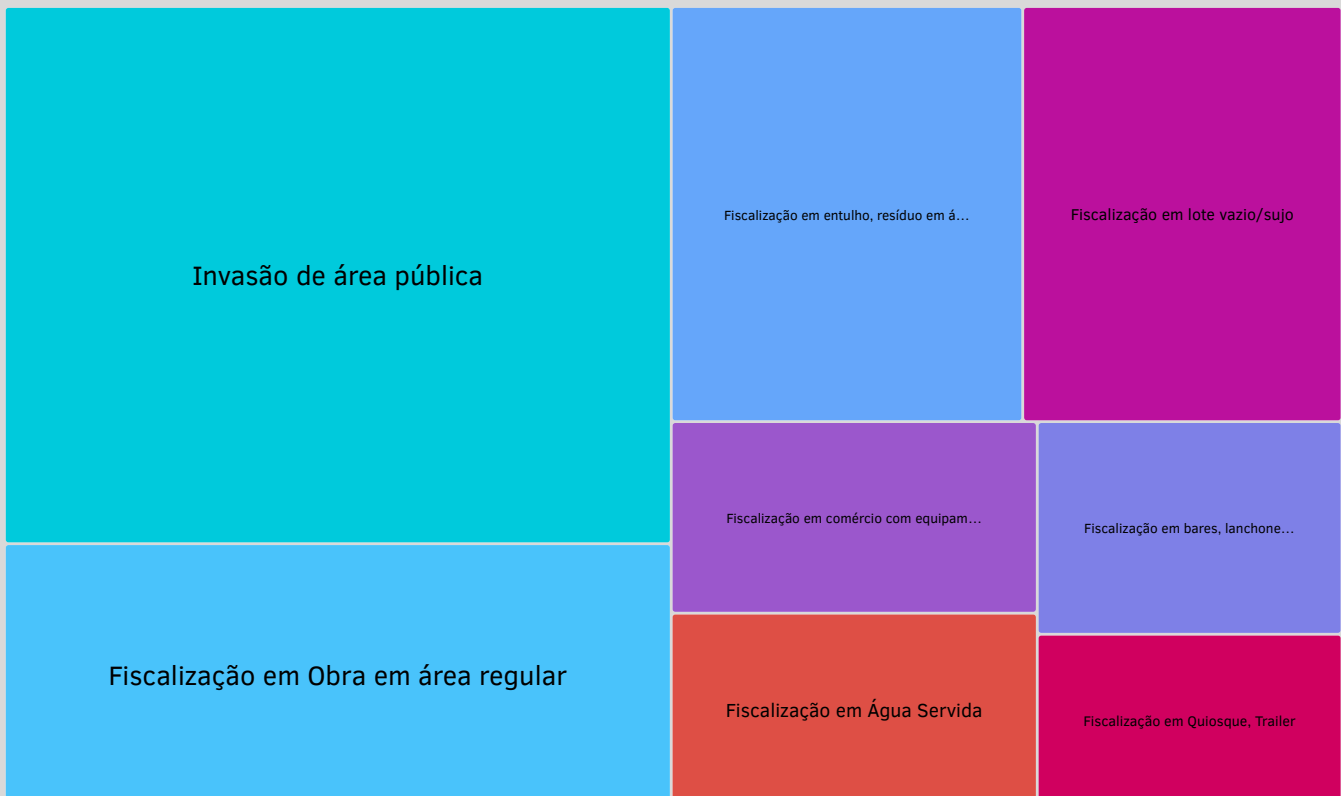 Invasão de área pública
Fiscalização em Obra em área regular
Fiscalização em entulho, resíduo em á…
Fiscalização em lote vazio/sujo
Fiscalização em comércio com equipam…
Fiscalização em bares, lanchone…
Fiscalização em Água Servida
Fiscalização em Quiosque, Trailer